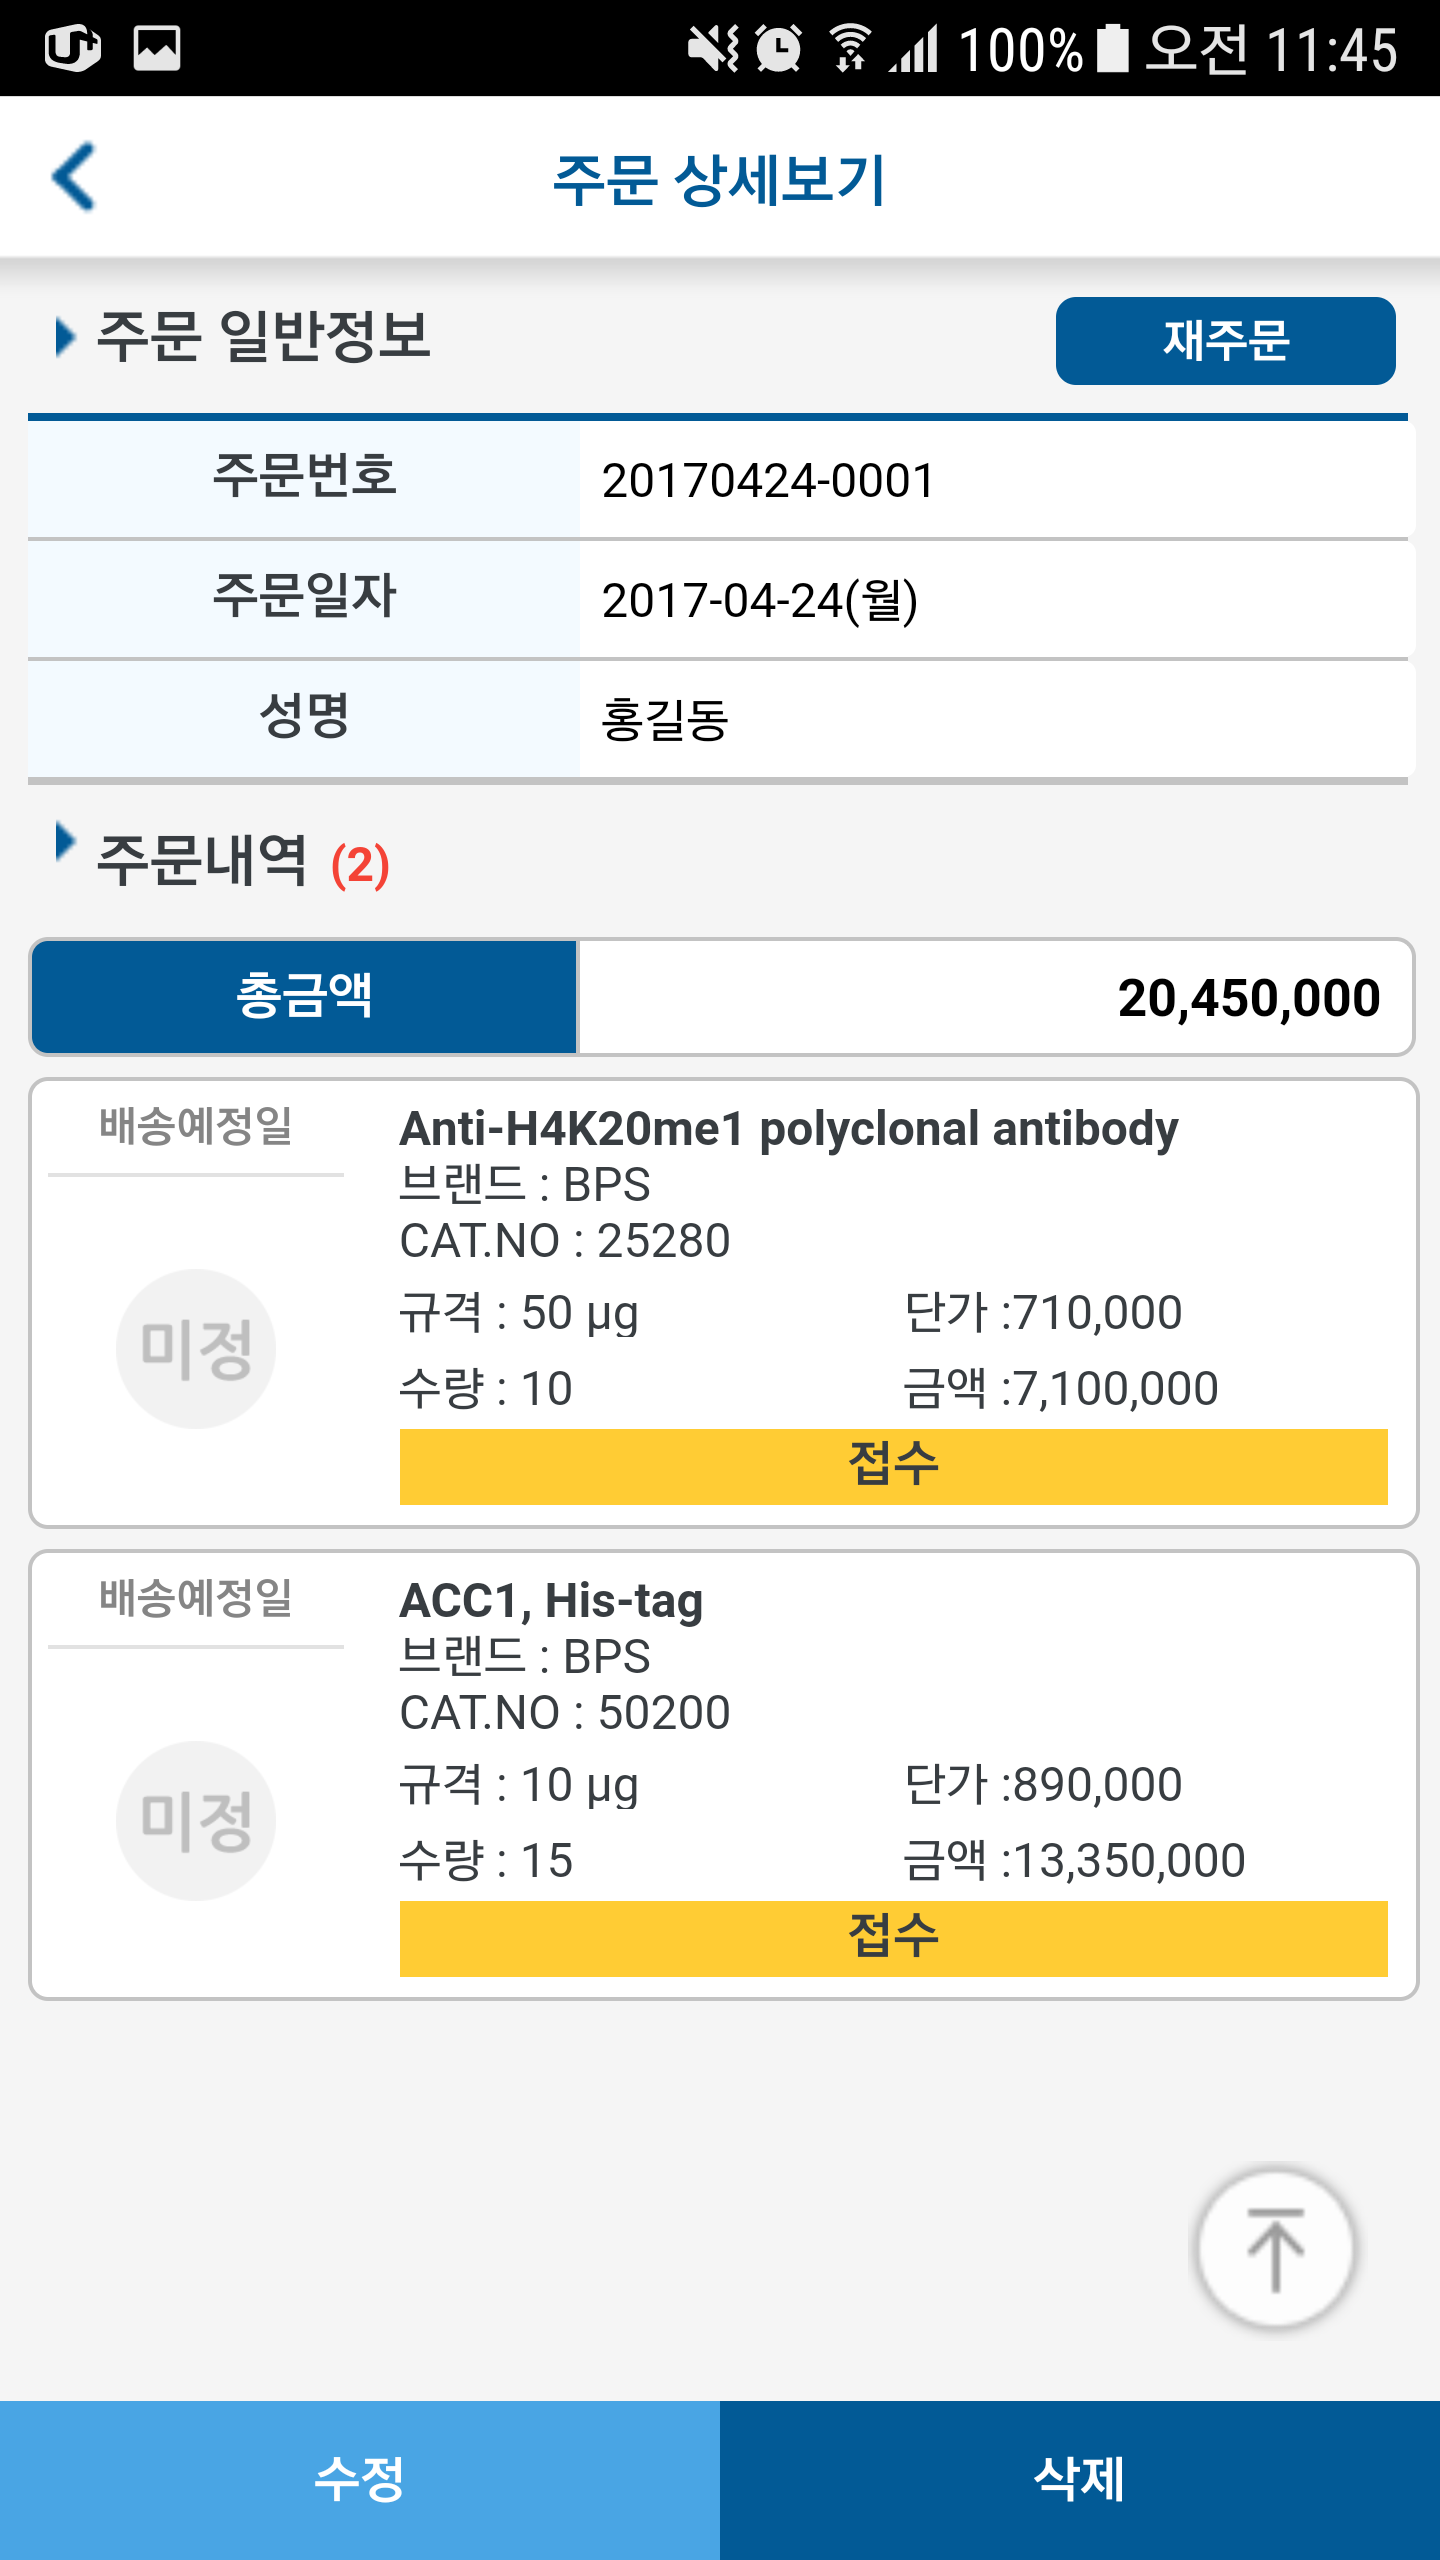 100% 오전 11:45
주문 상세보기
주문 일반정보
재주문
주문번호 20170424-0001
주문일자 2017-04-24(월)
성명 홍길동
주문내역 (2)
총금액 20,450,000
배송예정일
미정
Anti-H4K20me1 polyclonal antibody
브랜드 : BPS
CAT.NO : 25280
규격 : 50 µg 단가 :710,000
수량 : 10 금액 :7,100,000
접수
배송예정일
미정
ACC1, His-tag
브랜드 : BPS
CAT.NO : 50200
규격 : 10 µg 단가 :890,000
수량 : 15 금액 :13,350,000
접수
수정 삭제